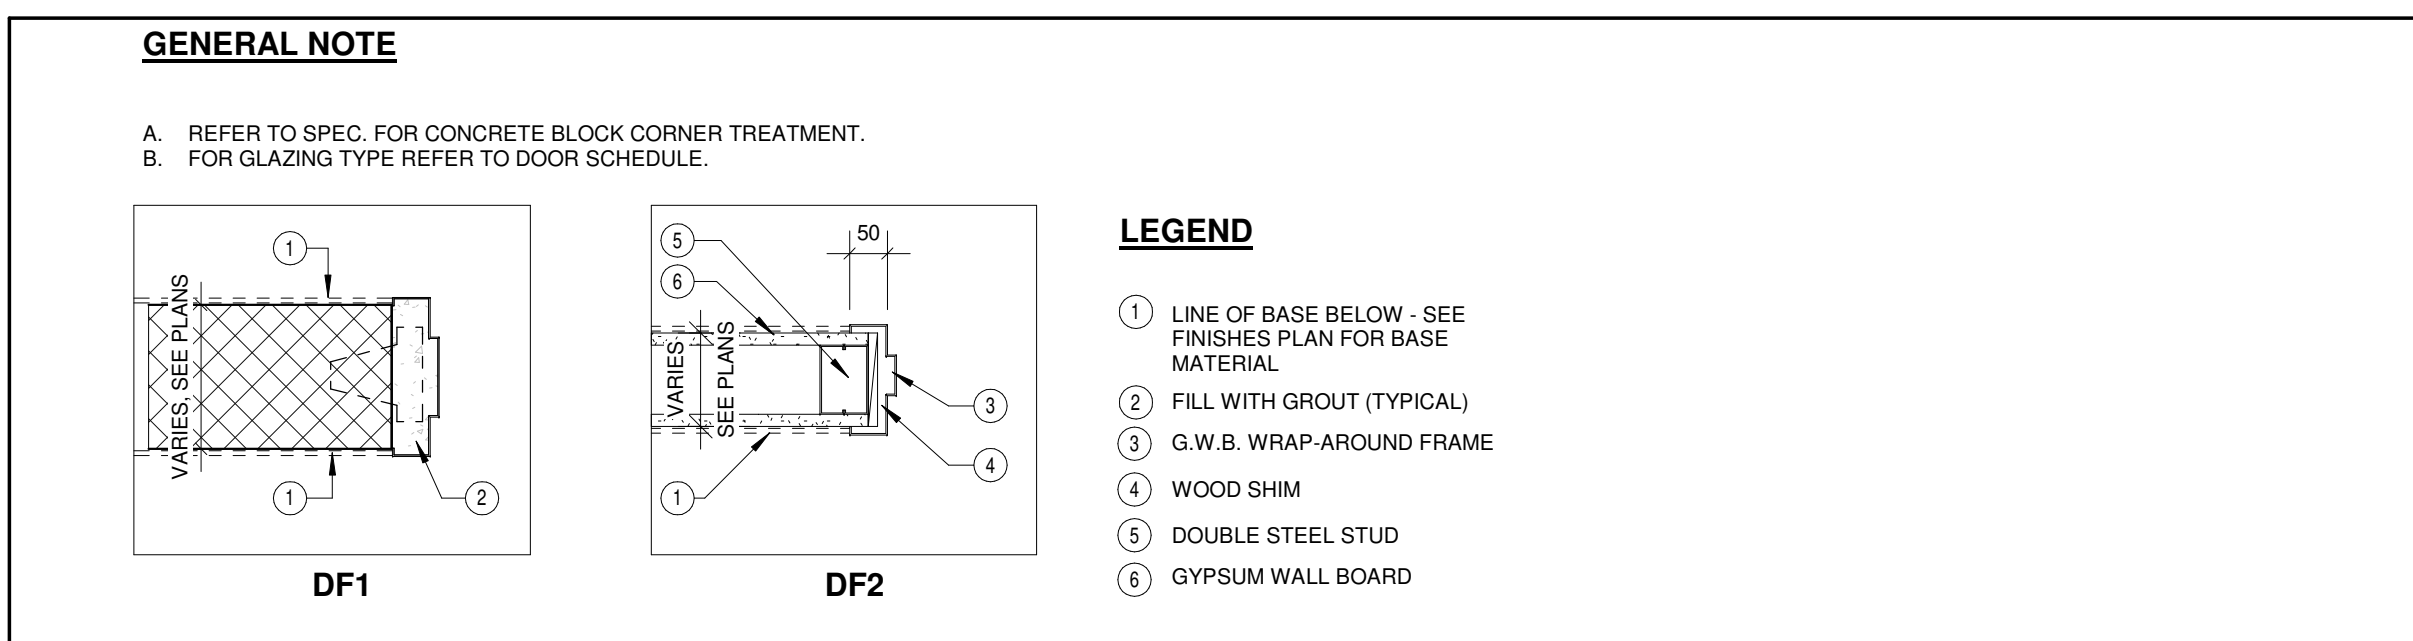 GENERAL NOTE
A. REFER TO SPEC. FOR CONCRETE BLOCK CORNER TREATMENT.
B. FOR GLAZING TYPE REFER TO DOOR SCHEDULE.
1
VARIES, SEE PLANS
1
2
DF1
5
50
6
VARIES
SEE PLANS
3
4
1
DF2
LEGEND
1 LINE OF BASE BELOW - SEE
FINISHES PLAN FOR BASE
MATERIAL
2 FILL WITH GROUT (TYPICAL)
3 G.W.B. WRAP-AROUND FRAME
4 WOOD SHIM
5 DOUBLE STEEL STUD
6 GYPSUM WALL BOARD